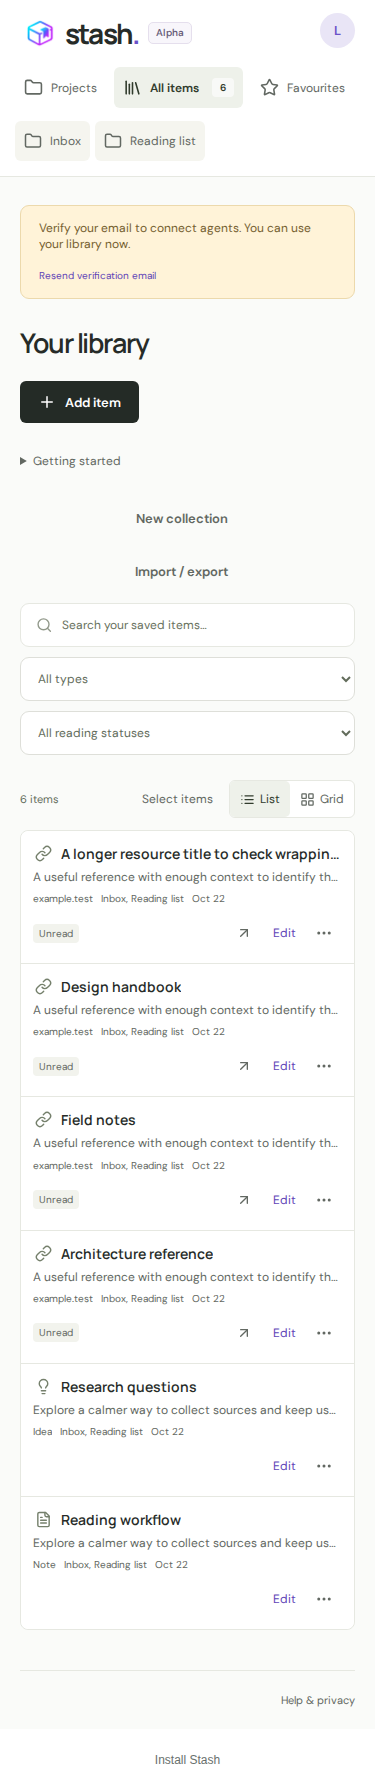 stash. Alpha
L
Projects All items 6 Favourites
Inbox Reading list
Verify your email to connect agents. You can use
your library now.
Resend verification email
Your library
Add item
Getting started
New collection
Import / export
Search your saved items...
All types
All reading statuses
6 items Select items List Grid
A longer resource title to check wrappin...
A useful reference with enough context to identify th...
example.test Inbox, Reading list Oct 22
Unread Edit
Design handbook
A useful reference with enough context to identify th...
example.test Inbox, Reading list Oct 22
Unread Edit
Field notes
A useful reference with enough context to identify th...
example.test Inbox, Reading list Oct 22
Unread Edit
Architecture reference
A useful reference with enough context to identify th...
example.test Inbox, Reading list Oct 22
Unread Edit
Research questions
Explore a calmer way to collect sources and keep us...
Idea Inbox, Reading list Oct 22
Edit
Reading workflow
Explore a calmer way to collect sources and keep us...
Note Inbox, Reading list Oct 22
Edit
Help & privacy
Install Stash